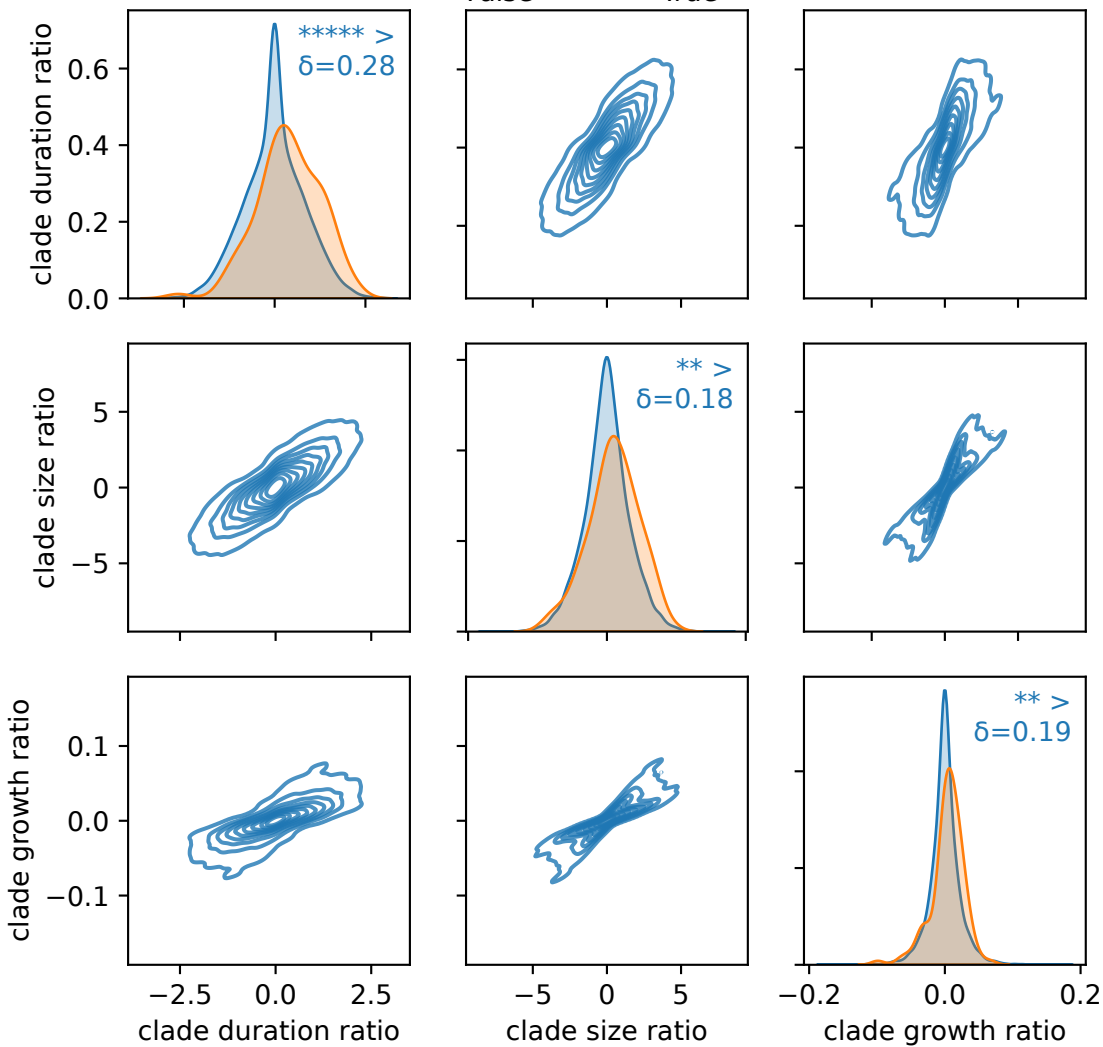 clade duration ratio
0.6
0.4
0.2
0.0
***** >
δ=0.28
clade size ratio
5
0
−5
** >
δ=0.18
clade growth ratio
0.1
0.0
−0.1
** >
δ=0.19
−2.5 0.0 2.5
−5 0 5
−0.2 0.0 0.2
clade duration ratio
clade size ratio
clade growth ratio